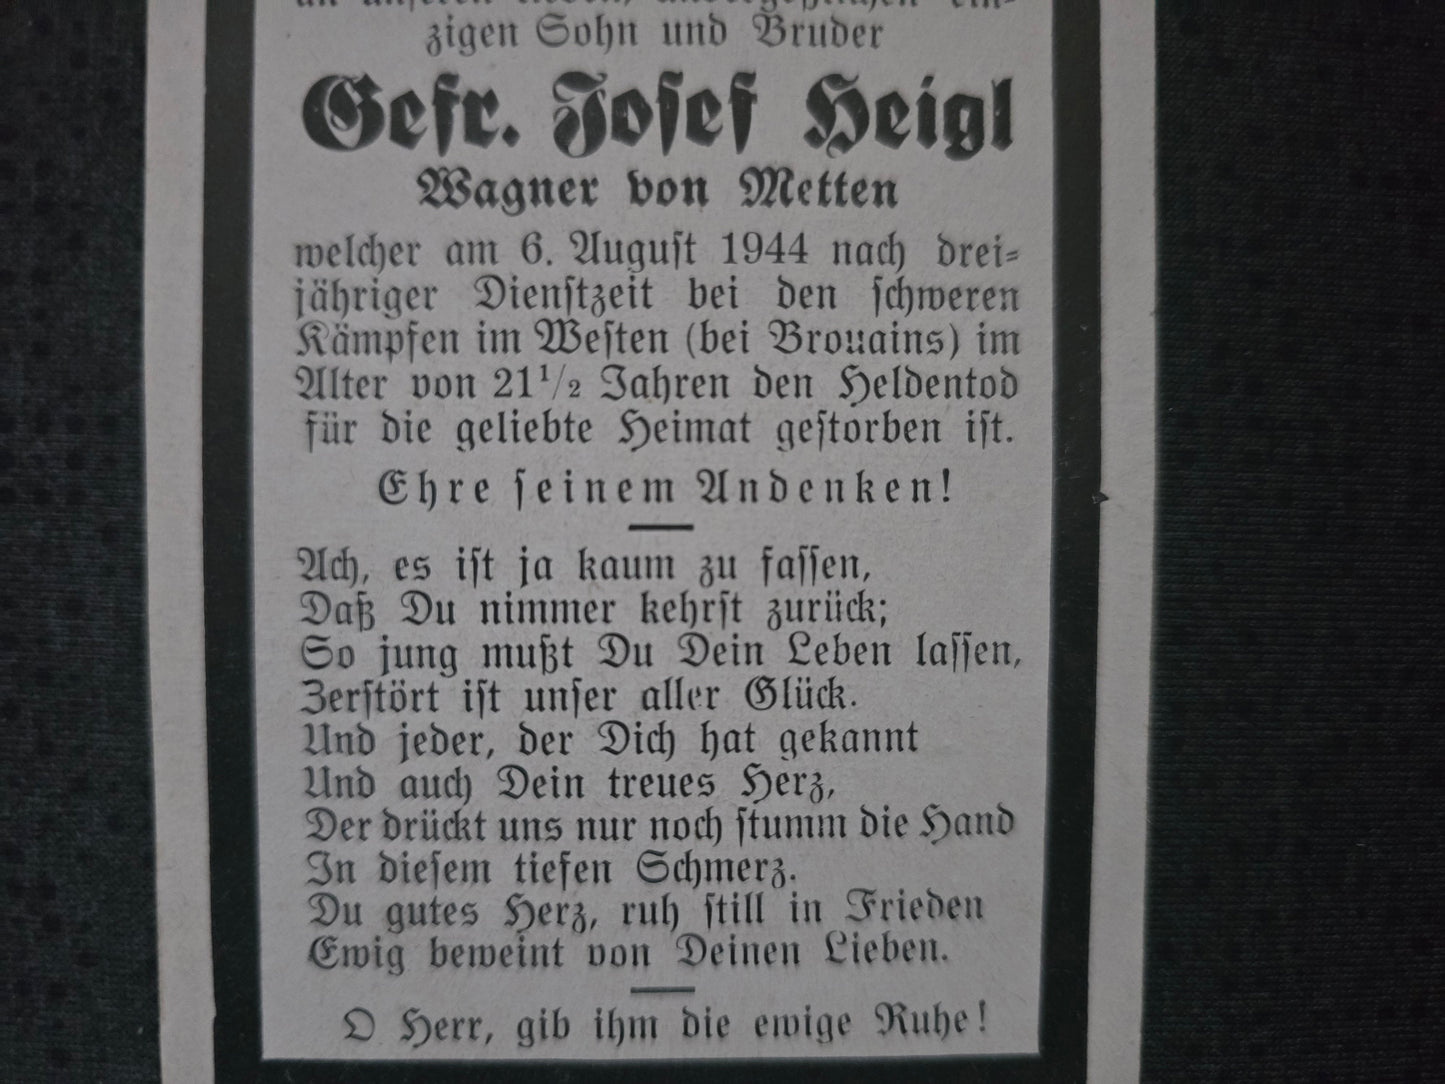 an unseren lieben, unvergeßlichen ein-
zigen Sohn und Bruder
Gefr. Josef Heigl
Wagner von Metten
welcher am 6. August 1944 nach drei-
jähriger Dienstzeit bei den schweren
Kämpfen im Westen (bei Brouains) im
Alter von 21½ Jahren den Heldentod
für die geliebte Heimat gestorben ist.
Ehre seinem Andenken!
Ach, es ist ja kaum zu fassen,
Daß Du nimmer kehrst zurück;
So jung mußt Du Dein Leben lassen,
Zerstört ist unser aller Glück.
Und jeder, der Dich hat gekannt
Und auch Dein treues Herz,
Der drückt uns nur noch stumm die Hand
In diesem tiefen Schmerz.
Du gutes Herz, ruh still in Frieden
Ewig beweint von Deinen Lieben.
O Herr, gib ihm die ewige Ruhe!